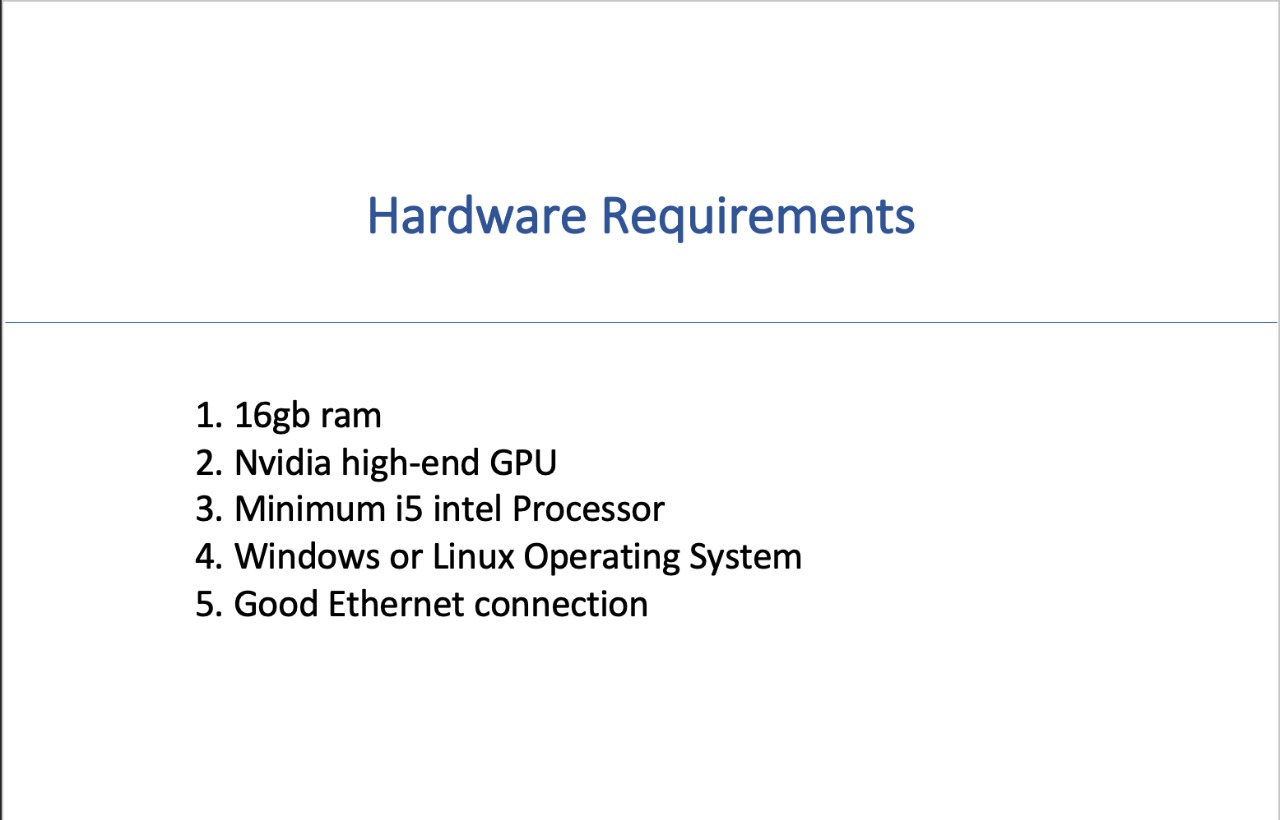 Hardware Requirements
1. 16gb ram
2. Nvidia high-end GPU
3. Minimum i5 intel Processor
4. Windows or Linux Operating System
5. Good Ethernet connection